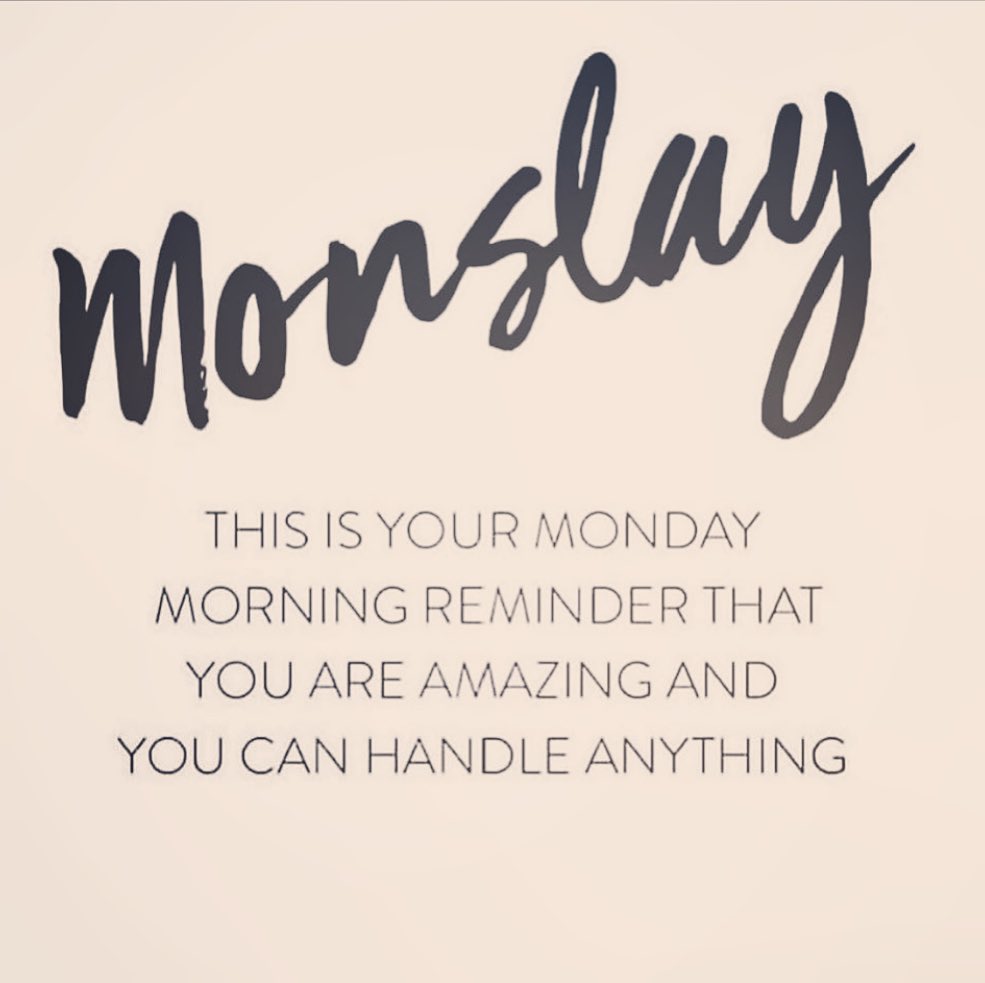 Monslay
THIS IS YOUR MONDAY
MORNING REMINDER THAT
YOU ARE AMAZING AND
YOU CAN HANDLE ANYTHING